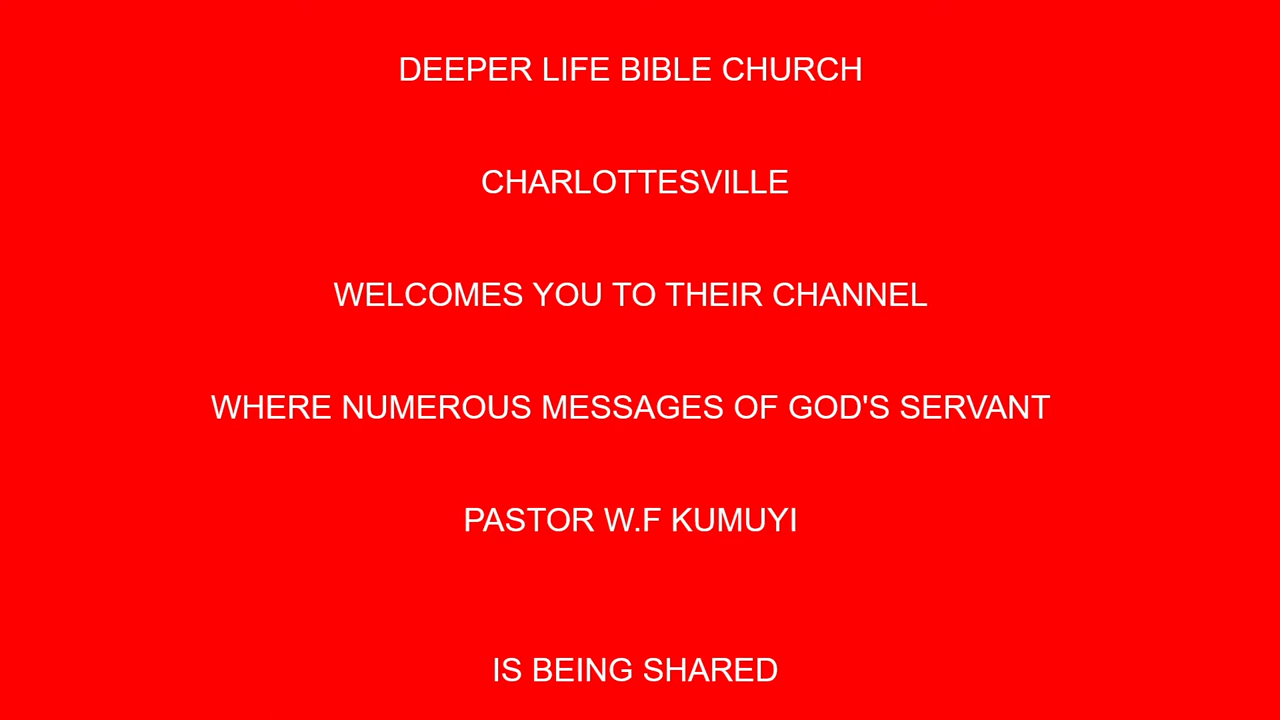 DEEPER LIFE BIBLE CHURCH
CHARLOTTESVILLE
WELCOMES YOU TO THEIR CHANNEL
WHERE NUMEROUS MESSAGES OF GOD'S SERVANT
PASTOR W.F KUMUYI
IS BEING SHARED